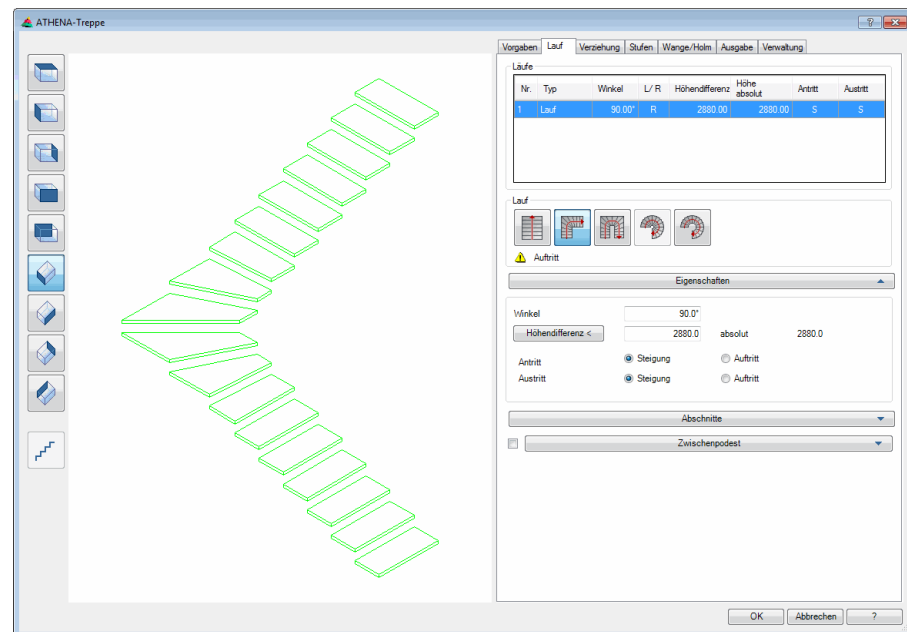 ATHENA-Treppe
?
Vorgaben Lauf Verziehung Stufen Wange/Holm Ausgabe Verwaltung
Läufe
Nr. Typ Winkel L/ R Höhendifferenz Höhe absolut Antritt Austritt
1 Lauf 90.00° R 2880.00 2880.00 S S
Lauf
Auftritt
Eigenschaften
Winkel 90.0°
Höhendifferenz < 2880.0 absolut 2880.0
Antritt Steigung Auftritt
Austritt Steigung Auftritt
Abschnitte
Zwischenpodest
OK Abbrechen ?